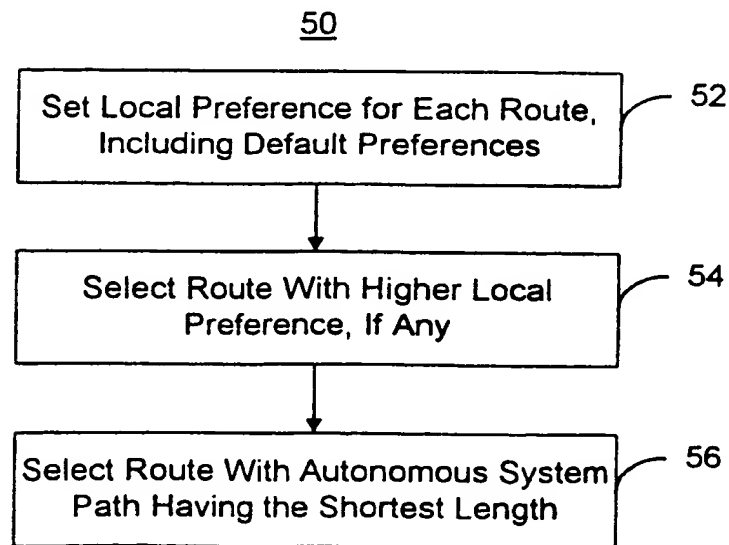 50
Set Local Preference for Each Route,
Including Default Preferences
52
Select Route With Higher Local
Preference, If Any
54
Select Route With Autonomous System
Path Having the Shortest Length
56